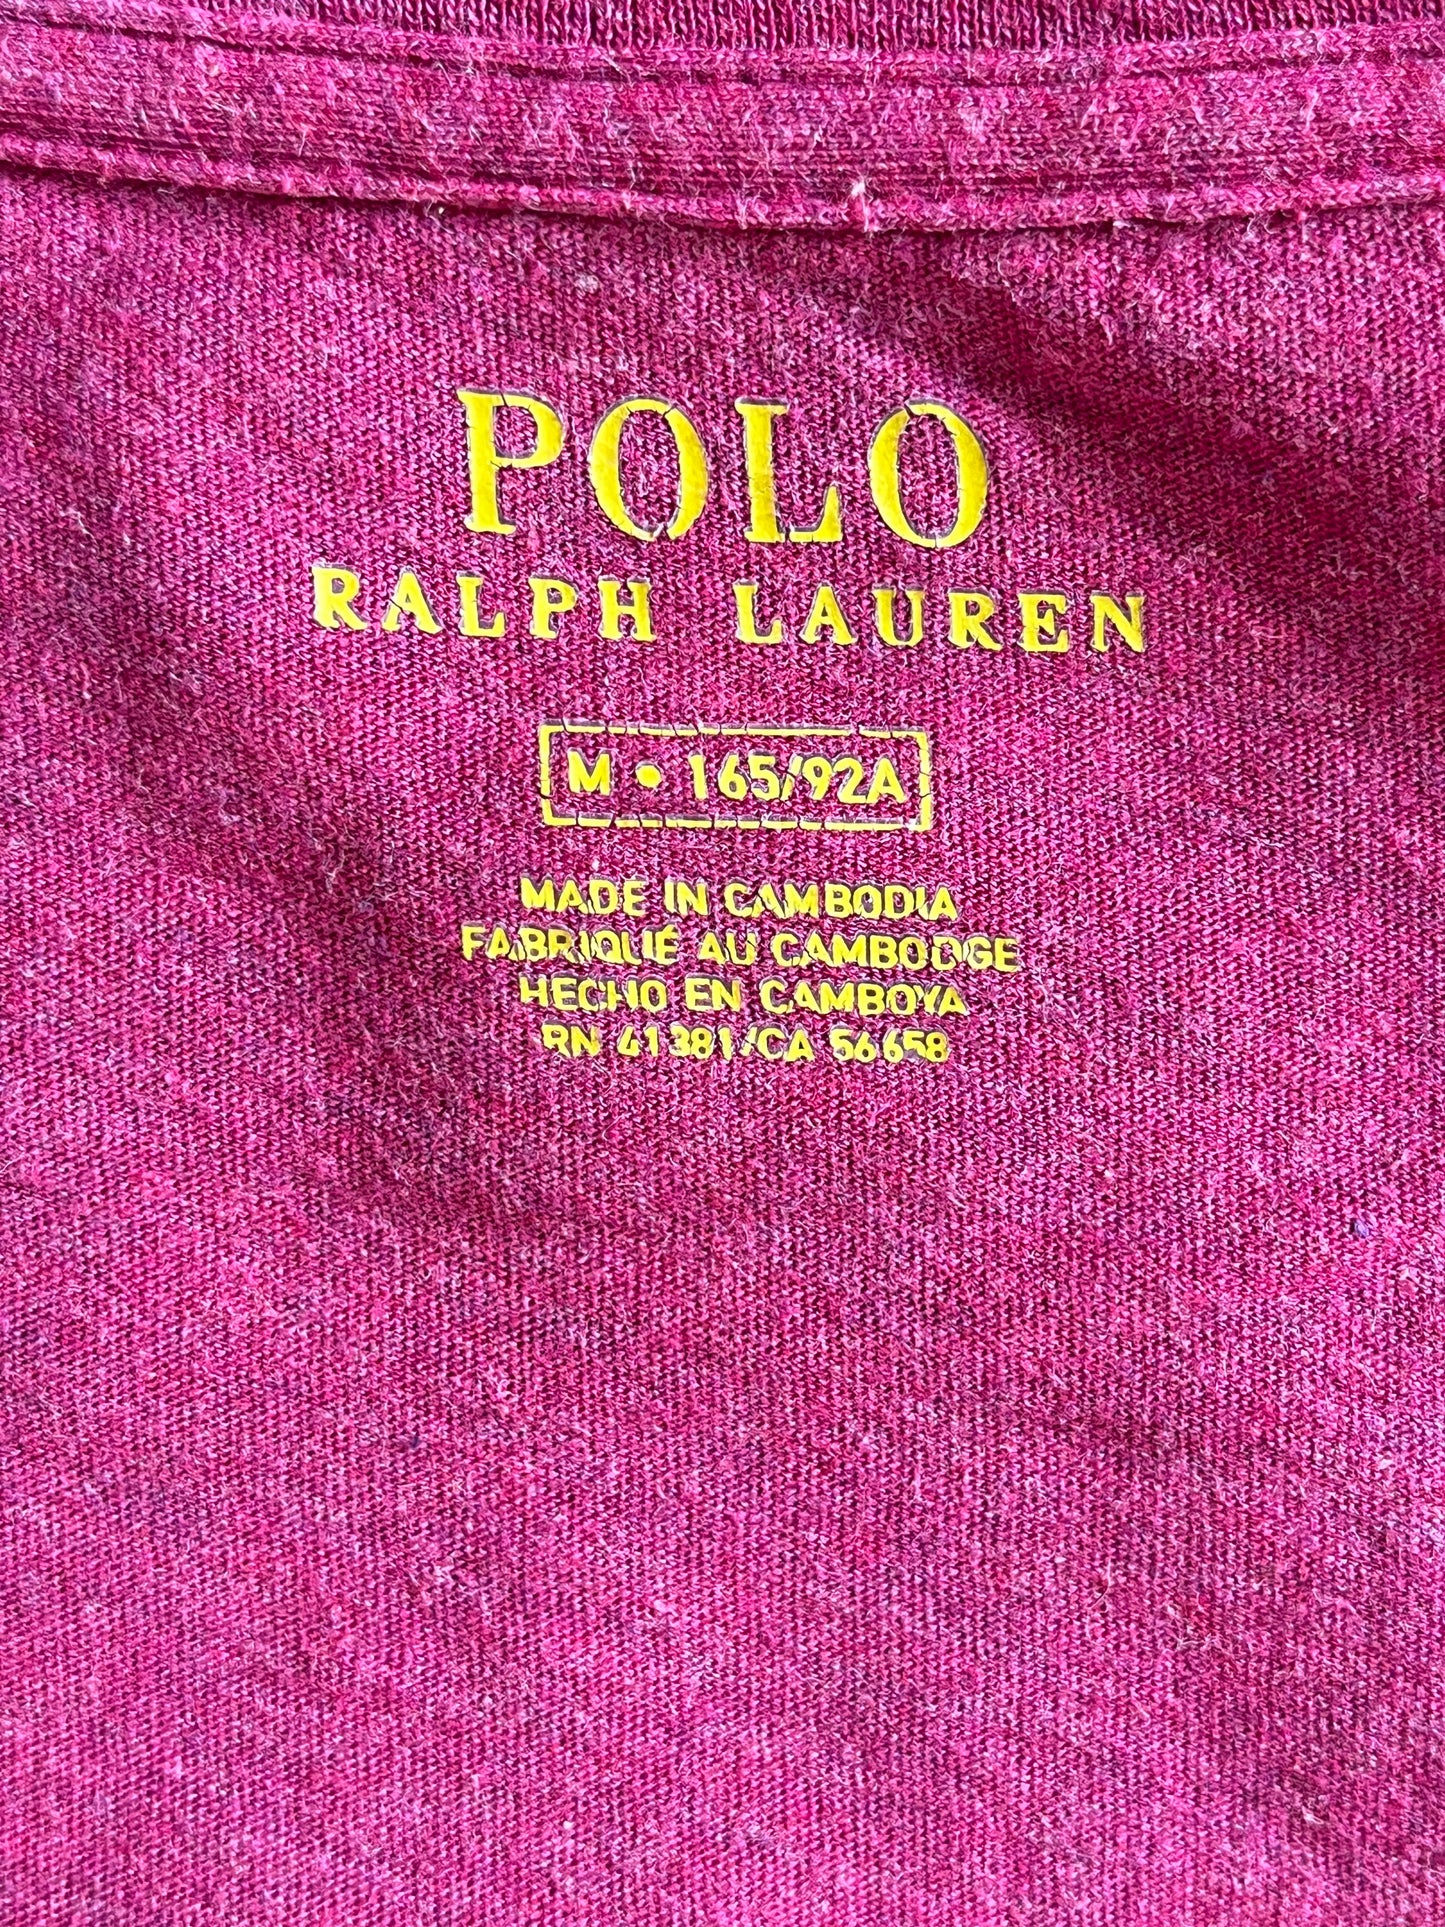 POLO
RALPH LAUREN
M • 165/92A
MADE IN CAMBODIA
FABRIQUÉ AU CAMBODGE
HECHO EN CAMBOYA
RN 41381/CA 56658